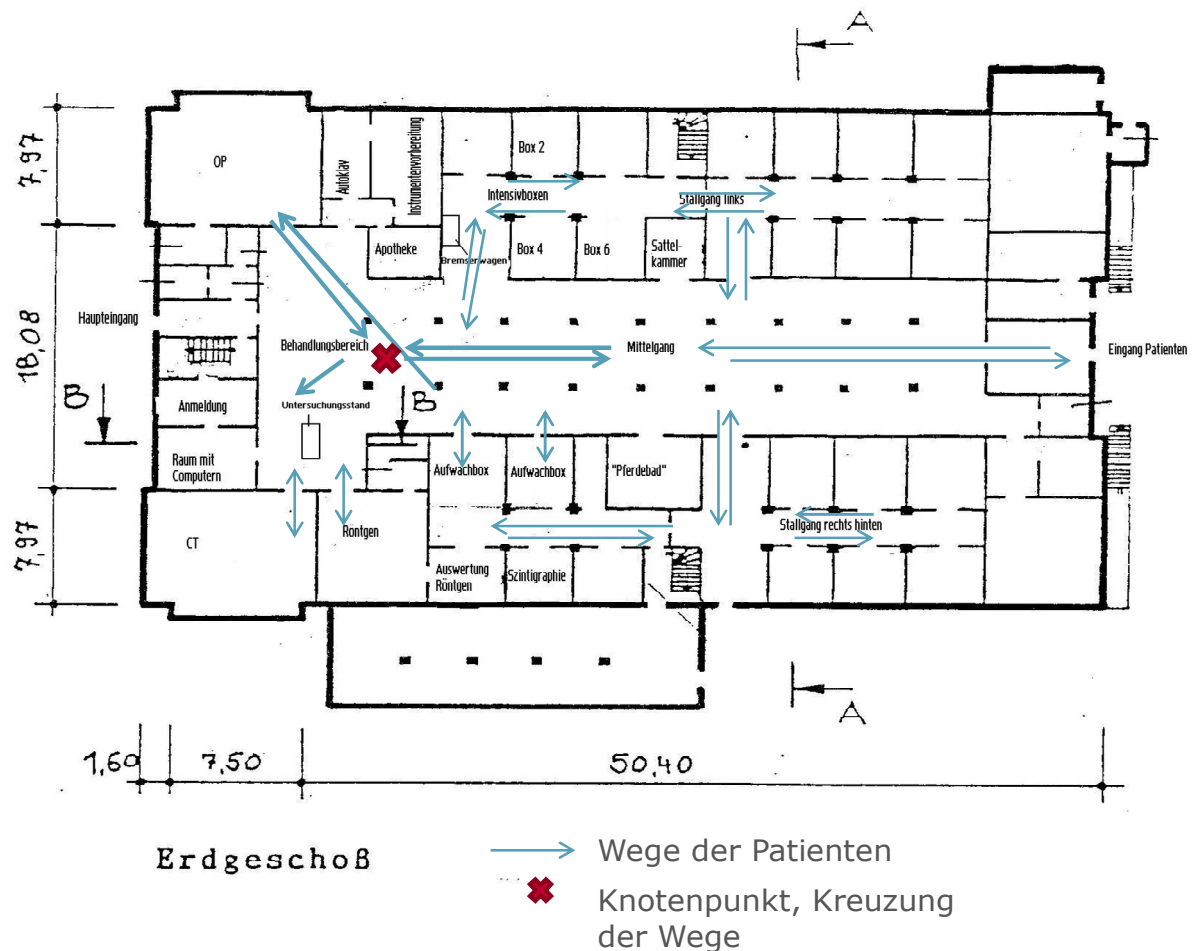 A
7,97
OP
Autoklav
Instrumentenvorbereitung
Box 2
Intensivboxen
Stallgang links
Apotheke
Bremserwagen
Box 4
Box 6
Sattel-
kammer
18,08
Haupteingang
Behandlungsbereich
Mittelgang
Eingang Patienten
B
Anmeldung
Untersuchungsstand
B
Raum mit
Computern
Aufwachbox
Aufwachbox
"Pferdebad"
7,97
CT
Röntgen
Stallgang rechts hinten
Auswertung
Röntgen
Szintigraphie
A
1,60
7,50
50,40
Erdgeschoß
Wege der Patienten
Knotenpunkt, Kreuzung
der Wege